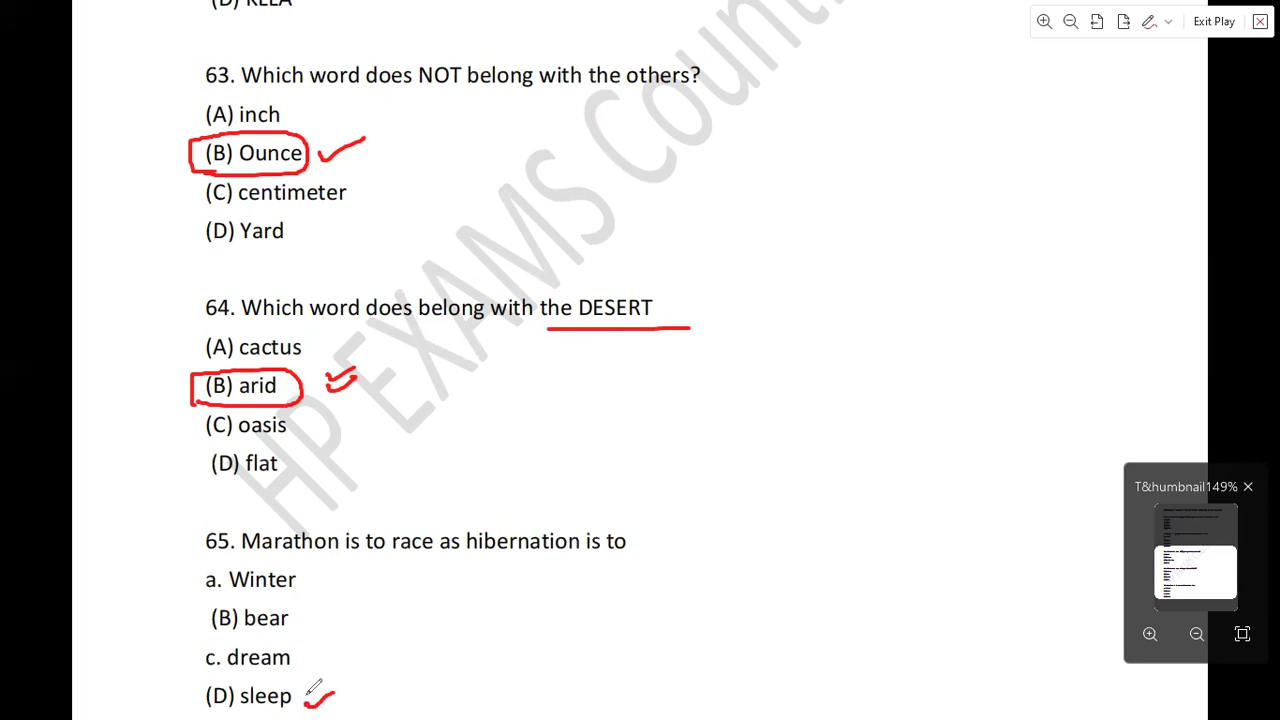 (D) RELA
Exit Play
63. Which word does NOT belong with the others?
(A) inch
(B) Ounce
(C) centimeter
(D) Yard
64. Which word does belong with the DESERT
(A) cactus
(B) arid
(C) oasis
(D) flat
T&humbnail149%
65. Marathon is to race as hibernation is to
a. Winter
(B) bear
c. dream
(D) sleep
HP EXAMS Count